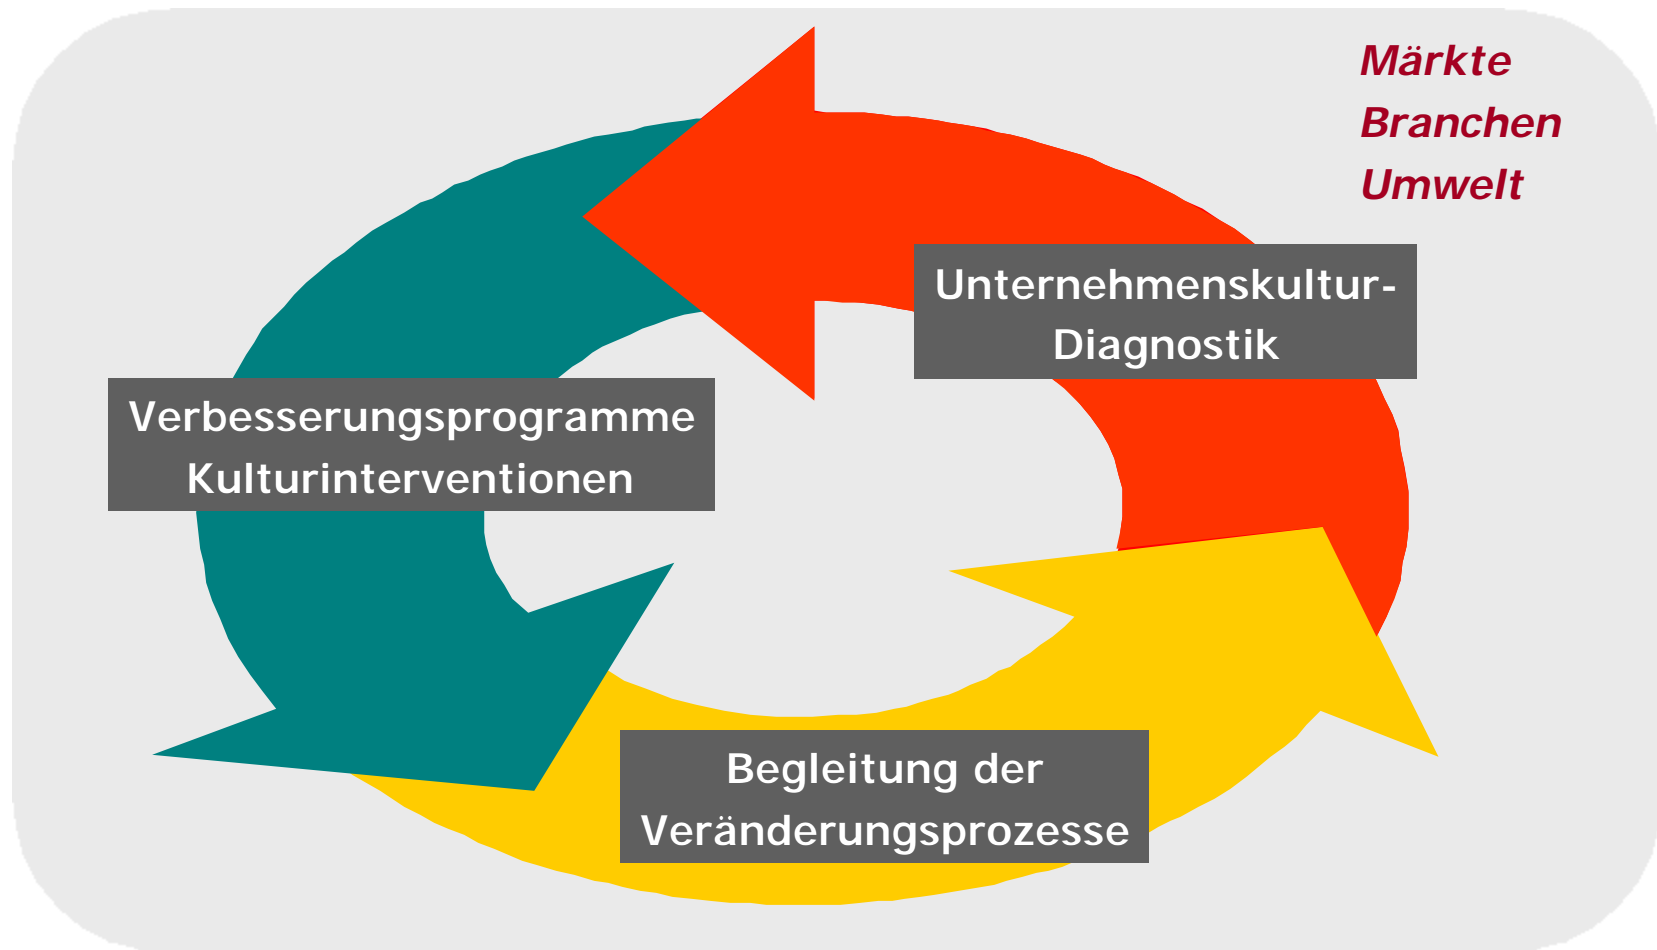 Märkte
Branchen
Umwelt
Unternehmenskultur-
Diagnostik
Verbesserungsprogramme
Kulturinterventionen
Begleitung der
Veränderungsprozesse